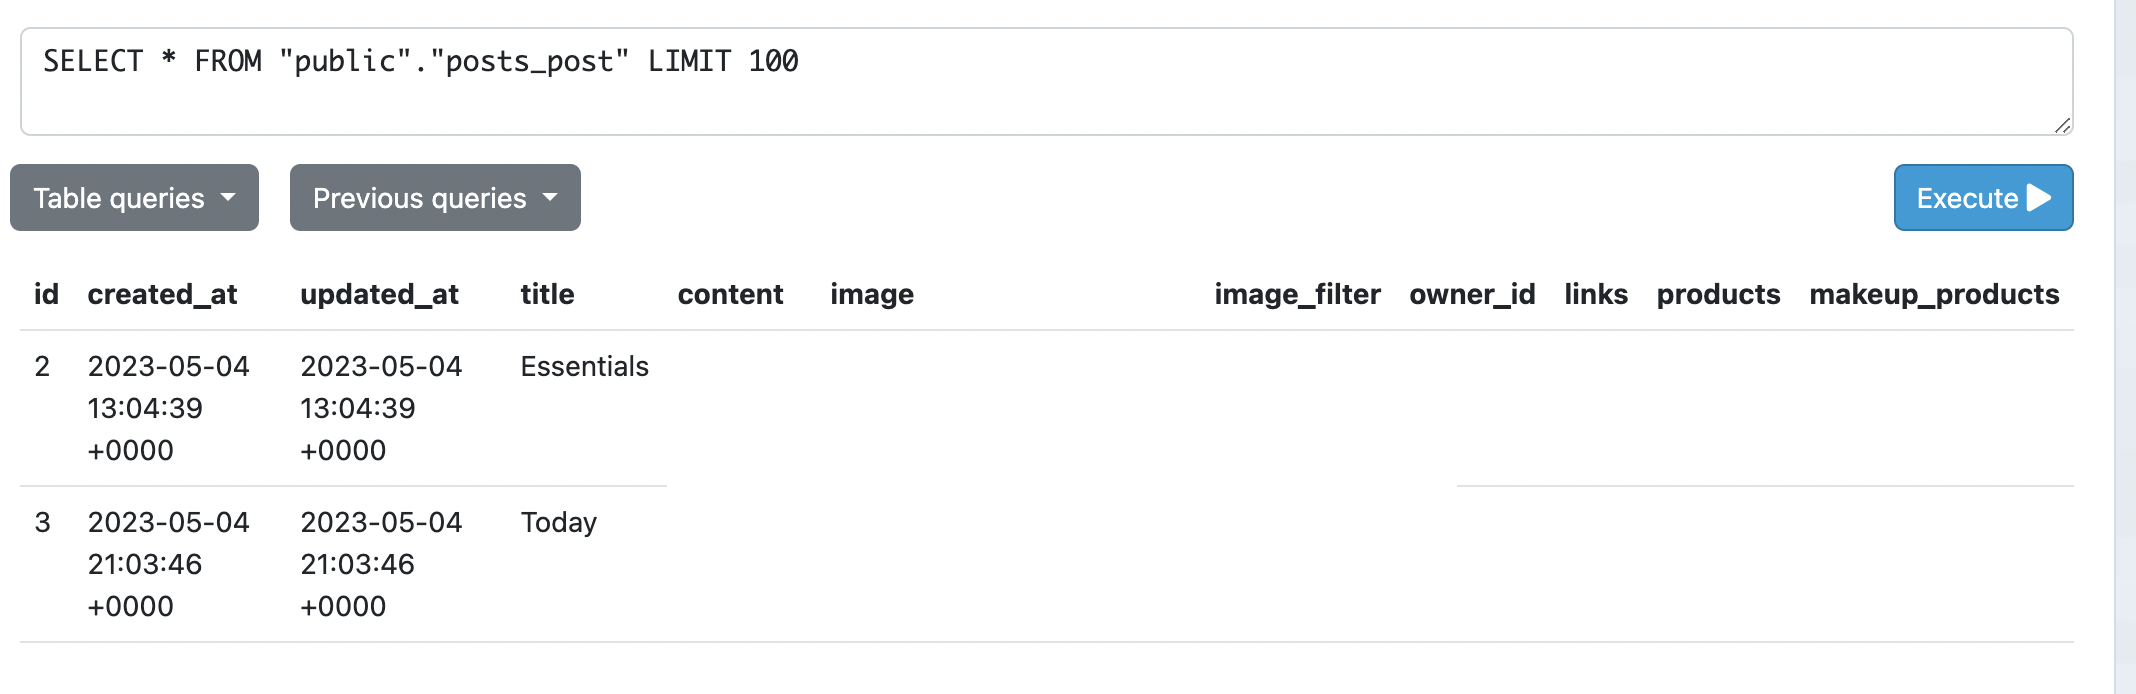 SELECT * FROM "public"."posts_post" LIMIT 100
Table queries
Previous queries
Execute
id created_at updated_at title content image image_filter owner_id links products makeup_products
2 2023-05-04 2023-05-04 Essentials
13:04:39 13:04:39
+0000 +0000
3 2023-05-04 2023-05-04 Today
21:03:46 21:03:46
+0000 +0000